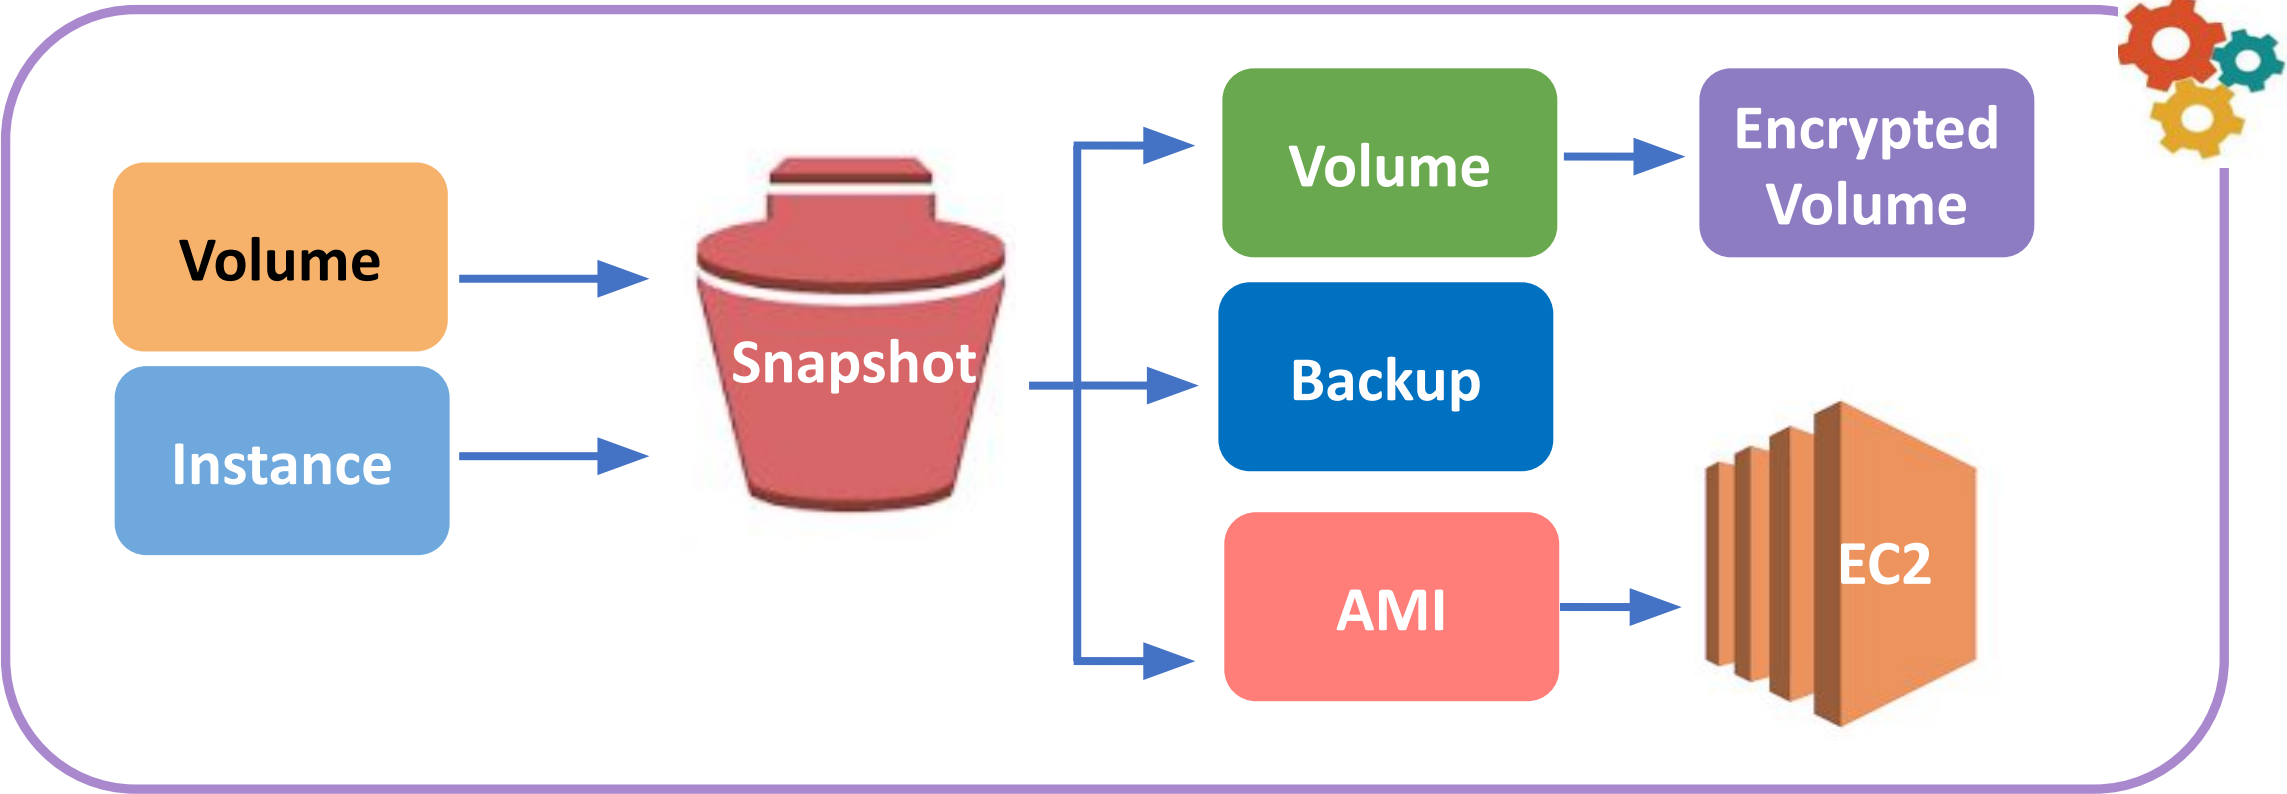 Volume
Instance
Snapshot
Volume
Encrypted
Volume
Backup
AMI
EC2